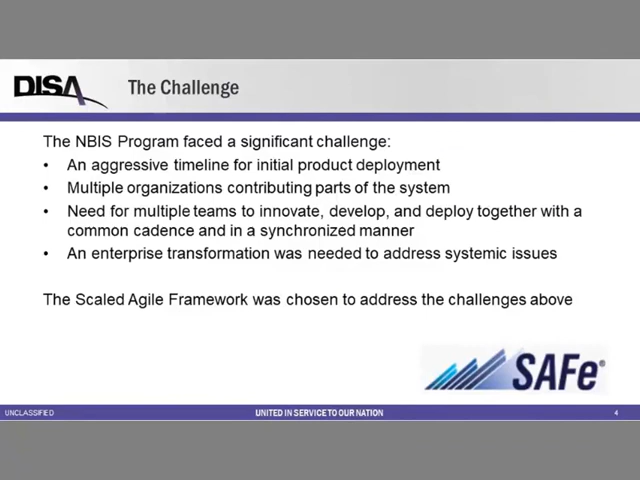 DISA
The Challenge
The NBIS Program faced a significant challenge:
• An aggressive timeline for initial product deployment
• Multiple organizations contributing parts of the system
• Need for multiple teams to innovate, develop, and deploy together with a
common cadence and in a synchronized manner
• An enterprise transformation was needed to address systemic issues
The Scaled Agile Framework was chosen to address the challenges above
SAFe®
UNCLASSIFIED
UNITED IN SERVICE TO OUR NATION
4